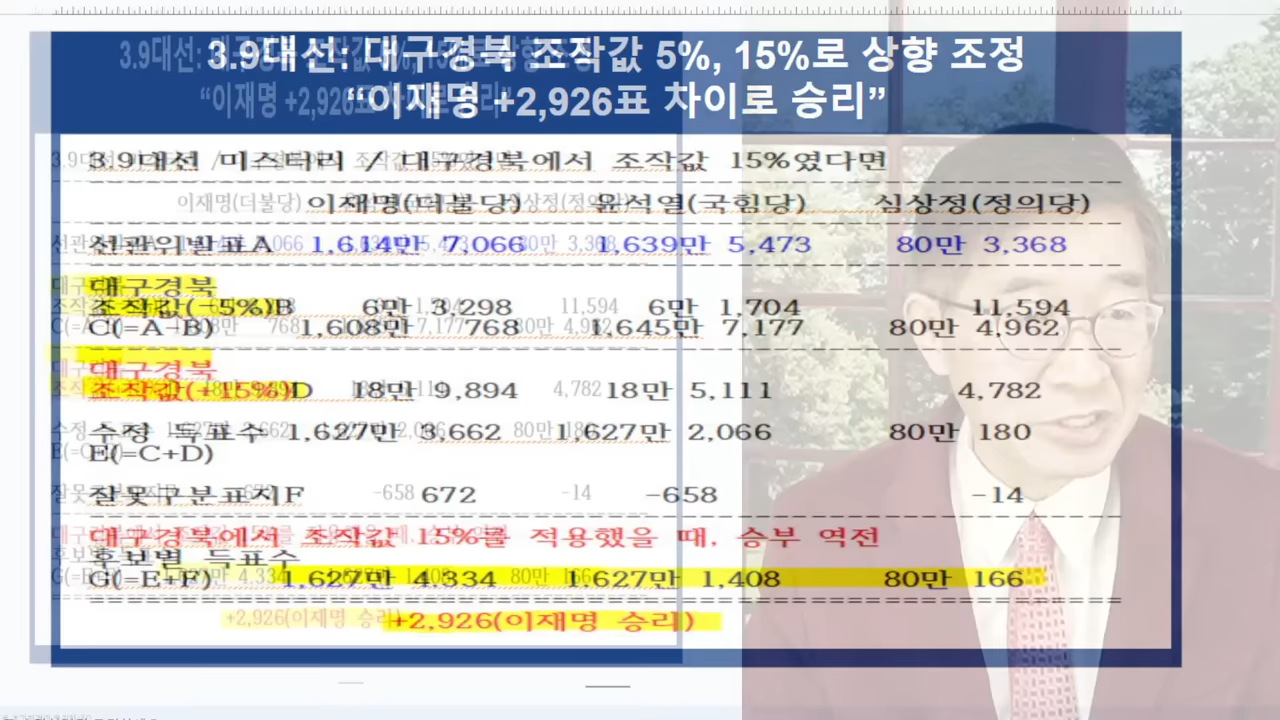 3.9대선: 대구경북 조작값 5%, 15%로 상향 조정
“이재명 +2,926표 차이로 승리”
3.9대선 미스터리 / 대구경북에서 조작값 15%였다면
이재명(더불당) 윤석열(국힘당) 심상정(정의당)
선관위발표A 1,614만 7,066 1,639만 5,473 80만 3,368
대구경북
조작값(-5%)B 6만 3,298 6만 1,704 11,594
C(=A-B) 1,608만 768 1,645만 7,177 80만 4,962
대구경북
조작값(+15%)D 18만 9,894 18만 5,111 4,782
수정 득표수 1,627만 3,662 1,627만 2,066 80만 180
E(=C+D)
잘못구분표지F 672 -658 -14
대구경북에서 조작값 15%를 적용했을 때, 승부 역전
후보별 득표수
G(=E+F) 1,627만 4,334 1,627만 1,408 80만 166
+2,926(이재명 승리)